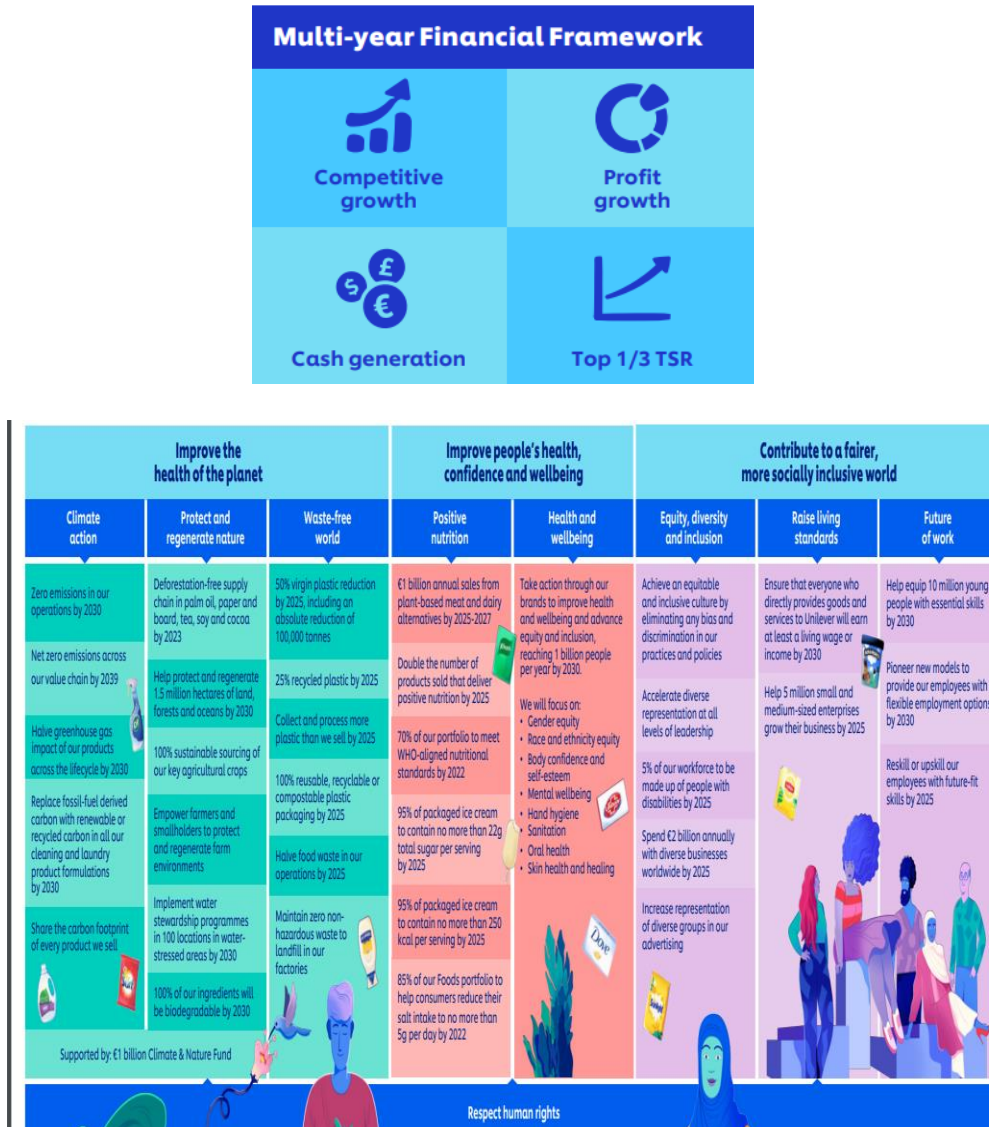 Multi-year Financial Framework
Competitive
growth
Profit
growth
$
£
€
Cash generation
Top 1/3 TSR
Improve the
health of the planet
Improve people's health,
confidence and wellbeing
Contribute to a fairer,
more socially inclusive world
Climate
action
Protect and
regenerate nature
Waste-free
world
Positive
nutrition
Health and
wellbeing
Equity, diversity
and inclusion
Raise living
standards
Future
of work
Zero emissions in our
operations by 2030
Net zero emissions across
our value chain by 2039
Halve greenhouse gas
impact of our products
across the lifecycle by 2030
Replace fossil-fuel derived
carbon with renewable or
recycled carbon in all our
cleaning and laundry
product formulations
by 2030
Share the carbon footprint
of every product we sell
Deforestation-free supply
chain in palm oil, paper and
board, tea, soy and cocoa
by 2023
Help protect and regenerate
1.5 million hectares of land,
forests and oceans by 2030
100% sustainable sourcing of
our key agricultural crops
Empower farmers and
smallholders to protect
and regenerate farm
environments
Implement water
stewardship programmes
in 100 locations in water-
stressed areas by 2030
100% of our ingredients will
be biodegradable by 2030
50% virgin plastic reduction
by 2025, including an
absolute reduction of
100,000 tonnes
25% recycled plastic by 2025
Collect and process more
plastic than we sell by 2025
100% reusable, recyclable or
compostable plastic
packaging by 2025
Halve food waste in our
operations by 2025
Maintain zero non-
hazardous waste to
landfill in our
factories
Supported by: €1 billion Climate & Nature Fund
€1 billion annual sales from
plant-based meat and dairy
alternatives by 2025-2027
Double the number of
products sold that deliver
positive nutrition by 2025
70% of our portfolio to meet
WHO-aligned nutritional
standards by 2022
95% of packaged ice cream
to contain no more than 22g
total sugar per serving
by 2025
95% of packaged ice cream
to contain no more than 250
kcal per serving by 2025
85% of our Foods portfolio to
help consumers reduce their
salt intake to no more than
5g per day by 2022
Take action through our
brands to improve health
and wellbeing and advance
equity and inclusion,
reaching 1 billion people
per year by 2030.
We will focus on:
• Gender equity
• Race and ethnicity equity
• Body confidence and
self-esteem
• Mental wellbeing
• Hand hygiene
• Sanitation
• Oral health
• Skin health and healing
Dove
Achieve an equitable
and inclusive culture by
eliminating any bias and
discrimination in our
practices and policies
Accelerate diverse
representation at all
levels of leadership
5% of our workforce to be
made up of people with
disabilities by 2025
Spend €2 billion annually
with diverse businesses
worldwide by 2025
Increase representation
of diverse groups in our
advertising
Ensure that everyone who
directly provides goods and
services to Unilever will earn
at least a living wage or
income by 2030
Help 5 million small and
medium-sized enterprises
grow their business by 2025
Help equip 10 million young
people with essential skills
by 2030
Pioneer new models to
provide our employees with
flexible employment options
by 2030
Reskill or upskill our
employees with future-fit
skills by 2025
Respect human rights